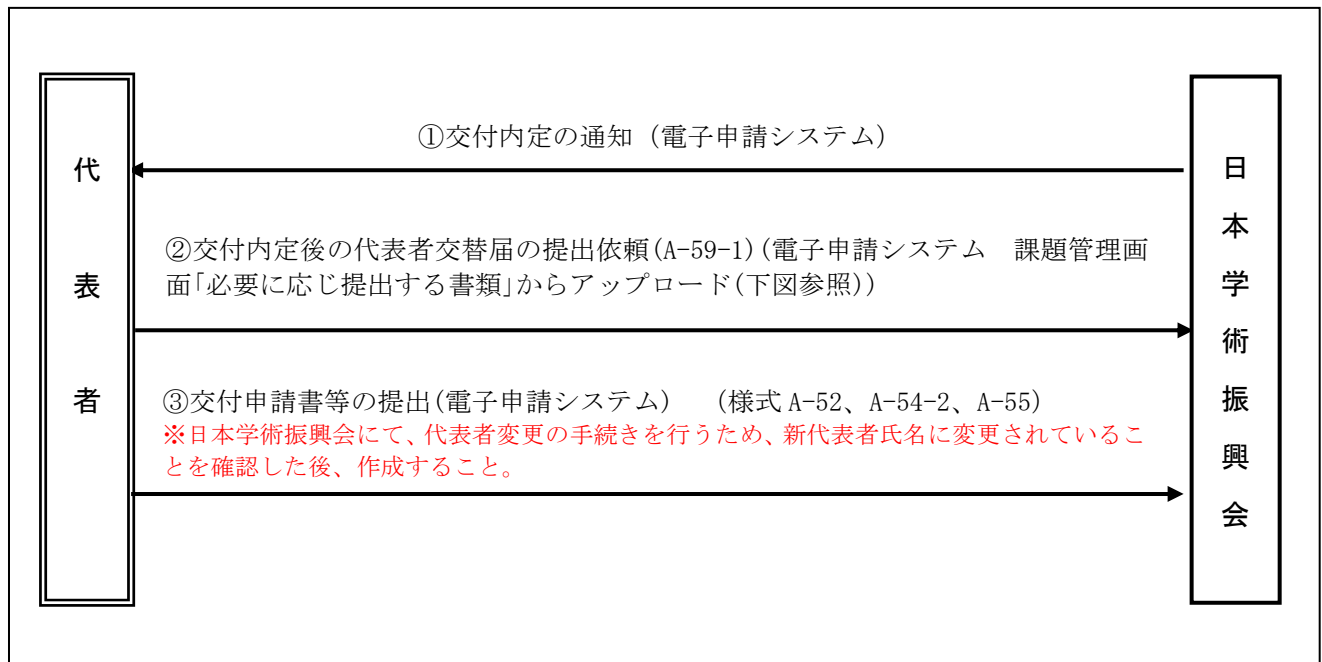 代表者
①交付内定の通知 (電子申請システム)
②交付内定後の代表者交替届の提出依頼(A-59-1)(電子申請システム　課題管理画
面「必要に応じ提出する書類」からアップロード(下図参照))
③交付申請書等の提出(電子申請システム)　(様式 A-52、A-54-2、A-55)
※日本学術振興会にて、代表者変更の手続きを行うため、新代表者氏名に変更されているこ
とを確認した後、作成すること。
日本学術振興会